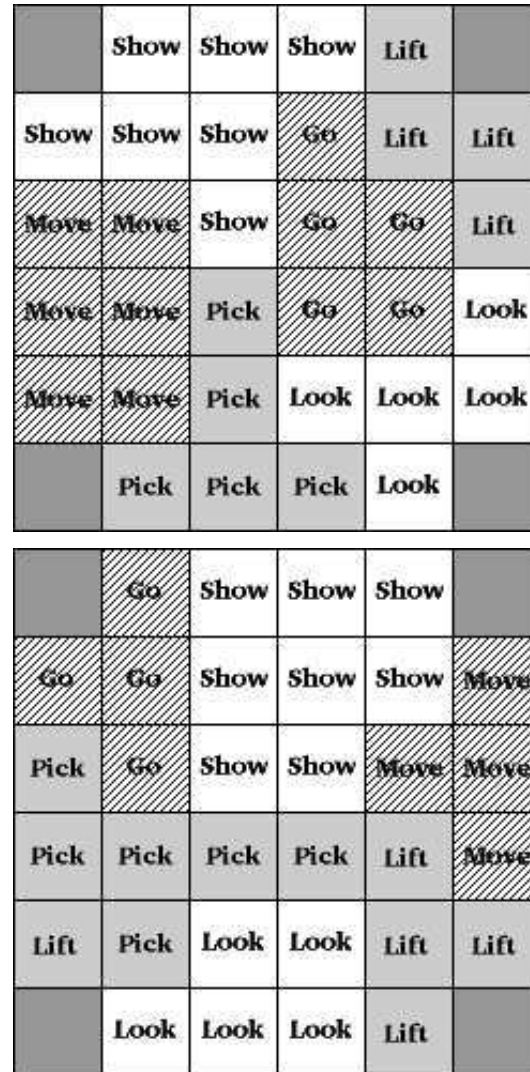 Show Show Show Lift
Show Show Show Go Lift Lift
Move Move Show Go Go Lift
Move Move Pick Go Go Look
Move Move Pick Look Look Look
Pick Pick Pick Look
Go Show Show Show
Go Go Show Show Show Move
Pick Go Show Show Move Move
Pick Pick Pick Pick Lift Move
Lift Pick Look Look Lift Lift
Look Look Look Lift